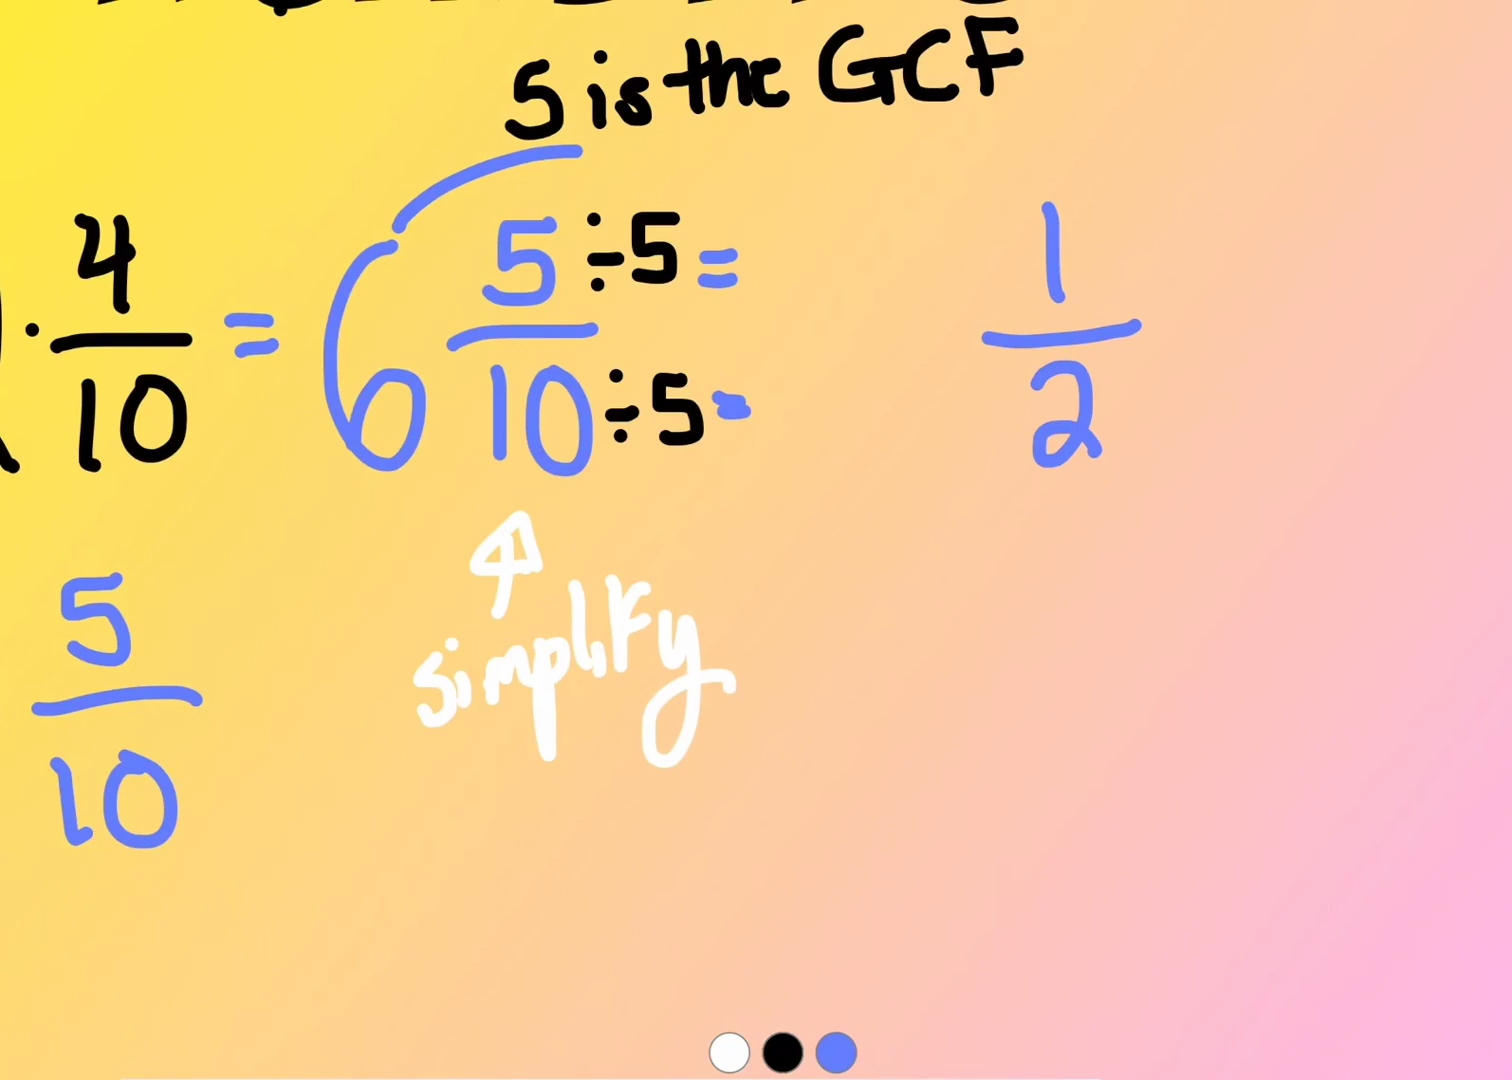 5 is the GCF
· 4/10 = 6 5/10 ÷5= ÷5= 1/2
simplify
5/10